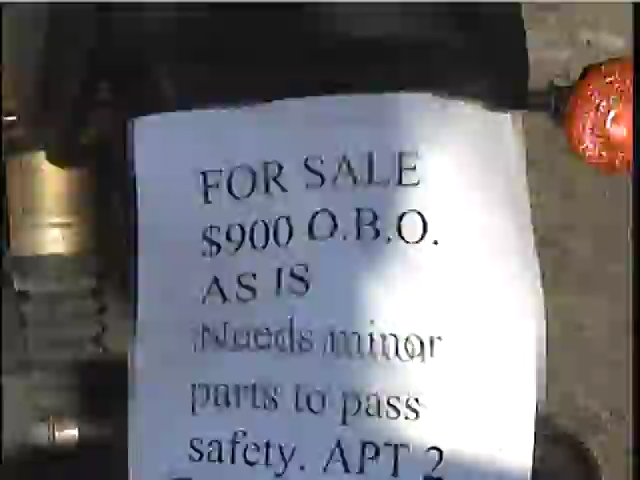 FOR SALE
$900 O.B.O.
AS IS
Needs minor
parts to pass
safety. APT 2